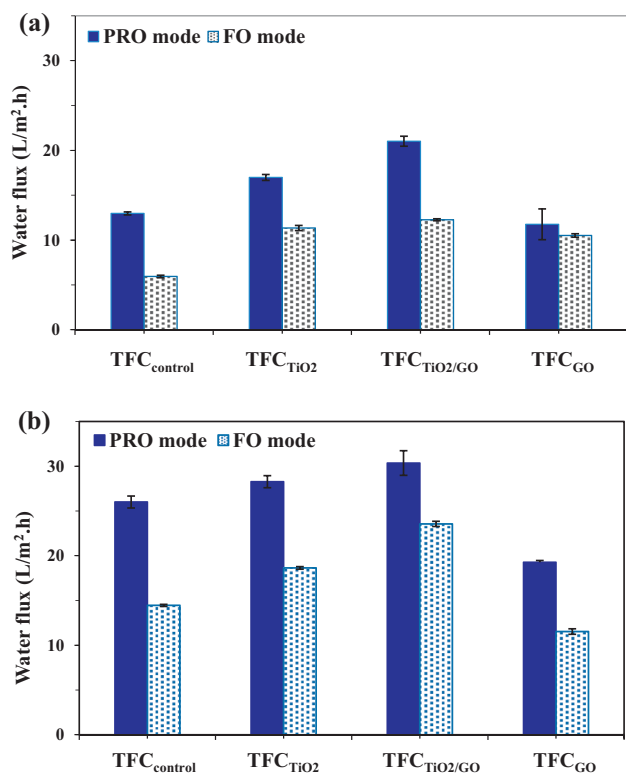 (a)
PRO mode FO mode
Water flux (L/m².h)
30
20
10
0
TFCcontrol TFCTiO2 TFCTiO2/GO TFCGO
(b)
PRO mode FO mode
Water flux (L/m².h)
30
20
10
0
TFCcontrol TFCTiO2 TFCTiO2/GO TFCGO